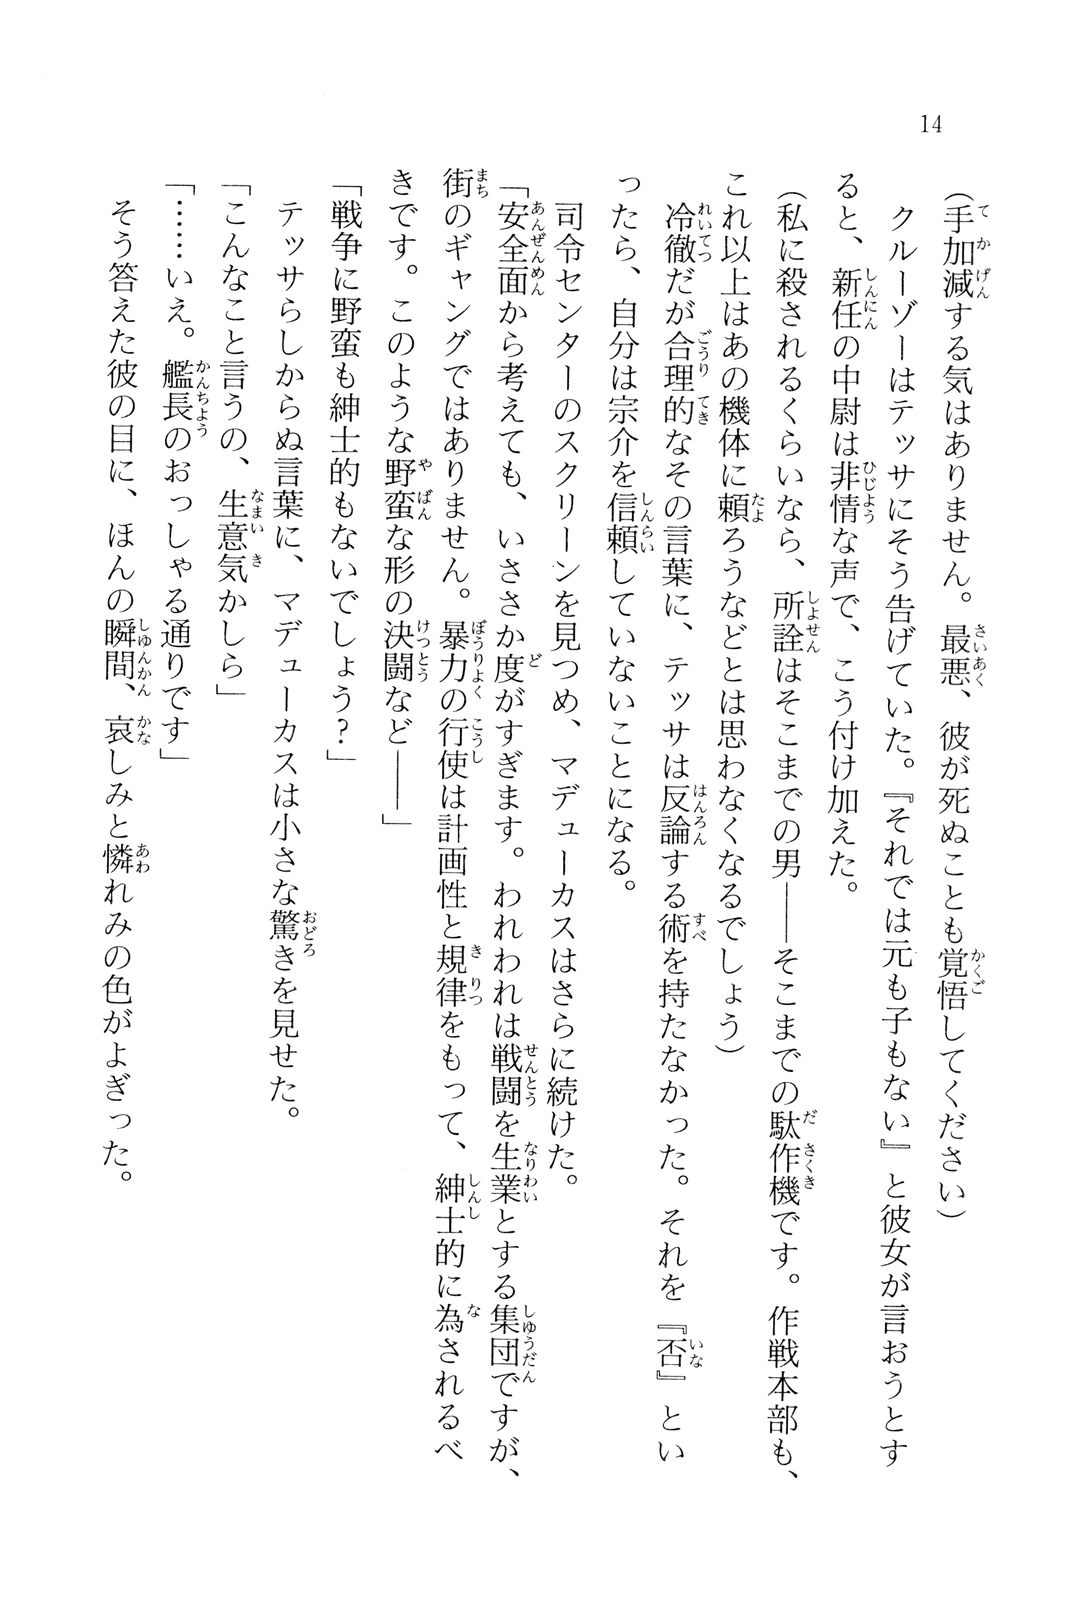 14
（手加減する気はありません。最悪、彼が死ぬことも覚悟してください）
クルーゾーはテッサにそう告げていた。『それでは元も子もない』と彼女が言おうとす
ると、新任の中尉は非情な声で、こう付け加えた。
（私に殺されるくらいなら、所詮はそこまでの男――そこまでの駄作機です。作戦本部も、
これ以上はあの機体に頼ろうなどとは思わなくなるでしょう）
冷徹だが合理的なその言葉に、テッサは反論する術を持たなかった。それを『否』とい
ったら、自分は宗介を信頼していないことになる。
司令センターのスクリーンを見つめ、マデューカスはさらに続けた。
「安全面から考えても、いささか度がすぎます。われわれは戦闘を生業とする集団ですが、
街のギャングではありません。暴力の行使は計画性と規律をもって、紳士的に為されるべ
きです。このような野蛮な形の決闘など――」
「戦争に野蛮も紳士的もないでしょう？」
テッサらしからぬ言葉に、マデューカスは小さな驚きを見せた。
「こんなこと言うの、生意気かしら」
「……いえ。艦長のおっしゃる通りです」
そう答えた彼の目に、ほんの瞬間、哀しみと憐れみの色がよぎった。